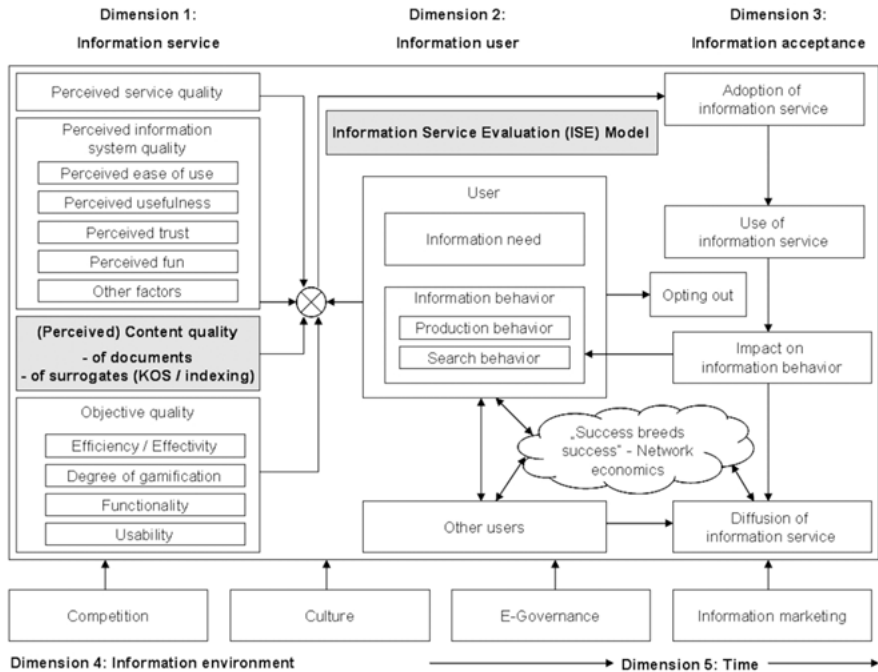 Dimension 1:
Information service
Dimension 2:
Information user
Dimension 3:
Information acceptance
Perceived service quality
Perceived information
system quality
Perceived ease of use
Perceived usefulness
Perceived trust
Perceived fun
Other factors
(Perceived) Content quality
- of documents
- of surrogates (KOS / indexing)
Objective quality
Efficiency / Effectivity
Degree of gamification
Functionality
Usability
Information Service Evaluation (ISE) Model
User
Information need
Information behavior
Production behavior
Search behavior
„Success breeds
success“ - Network
economics
Other users
Adoption of
information service
Use of
information service
Opting out
Impact on
information behavior
Diffusion of
information service
Competition
Culture
E-Governance
Information marketing
Dimension 4: Information environment
Dimension 5: Time